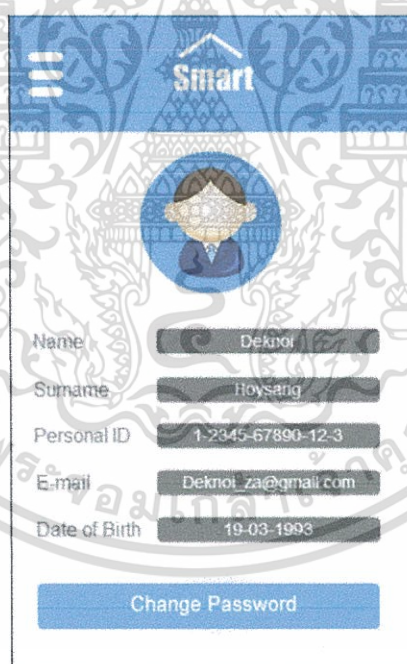 Smart
Name Deknoi
Surname Hoysang
Personal ID 1-2345-67890-12-3
E-mail Deknoi_za@gmail.com
Date of Birth 19-03-1993
Change Password